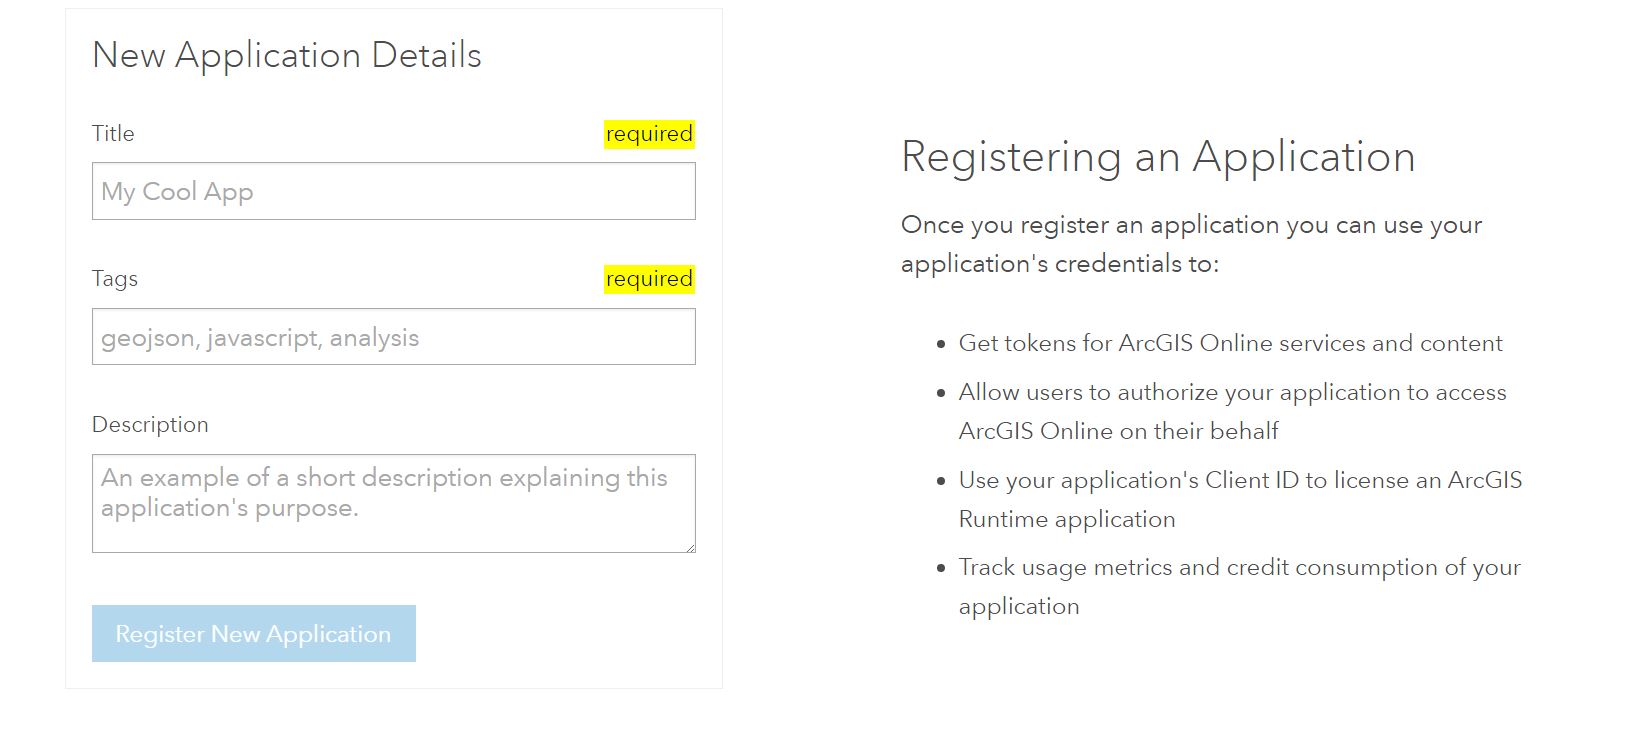 New Application Details
Title required
My Cool App
Tags required
geojson, javascript, analysis
Description
An example of a short description explaining this
application's purpose.
Register New Application
Registering an Application
Once you register an application you can use your
application's credentials to:
• Get tokens for ArcGIS Online services and content
• Allow users to authorize your application to access
ArcGIS Online on their behalf
• Use your application's Client ID to license an ArcGIS
Runtime application
• Track usage metrics and credit consumption of your
application